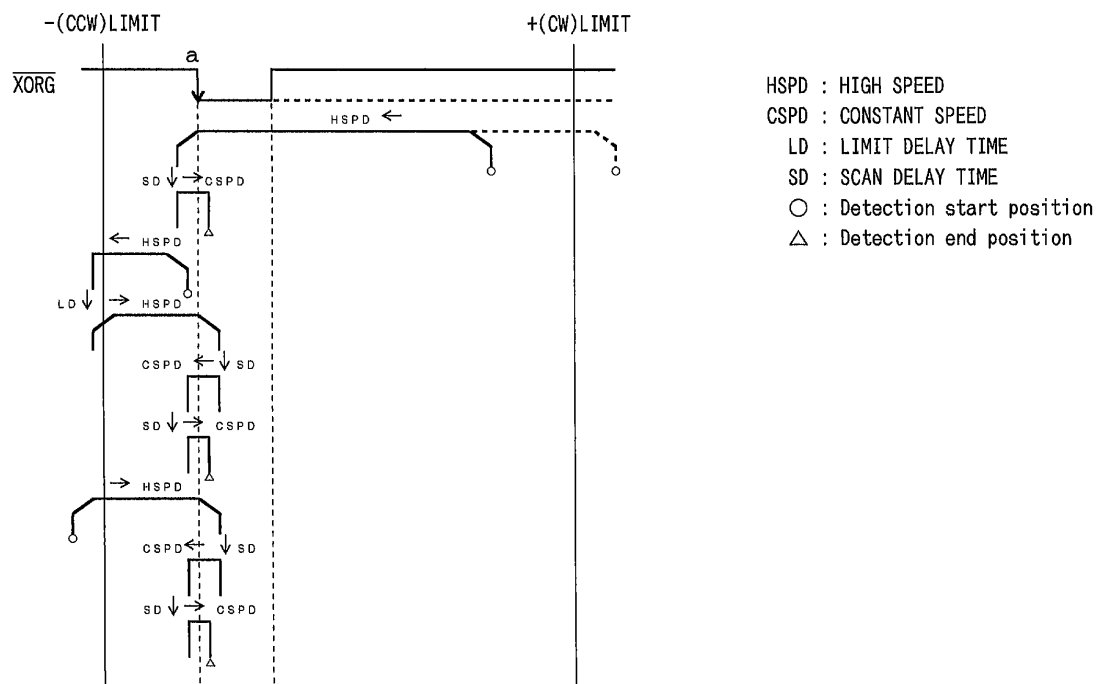 -(CCW)LIMIT
+(CW)LIMIT
a
XORG
HSPD : HIGH SPEED
CSPD : CONSTANT SPEED
LD : LIMIT DELAY TIME
SD : SCAN DELAY TIME
○ : Detection start position
△ : Detection end position
HSPD ←
SD ↓ → CSPD
← HSPD
LD ↓ → HSPD
CSPD ← ↓ SD
SD ↓ → CSPD
→ HSPD
CSPD ← ↓ SD
SD ↓ → CSPD